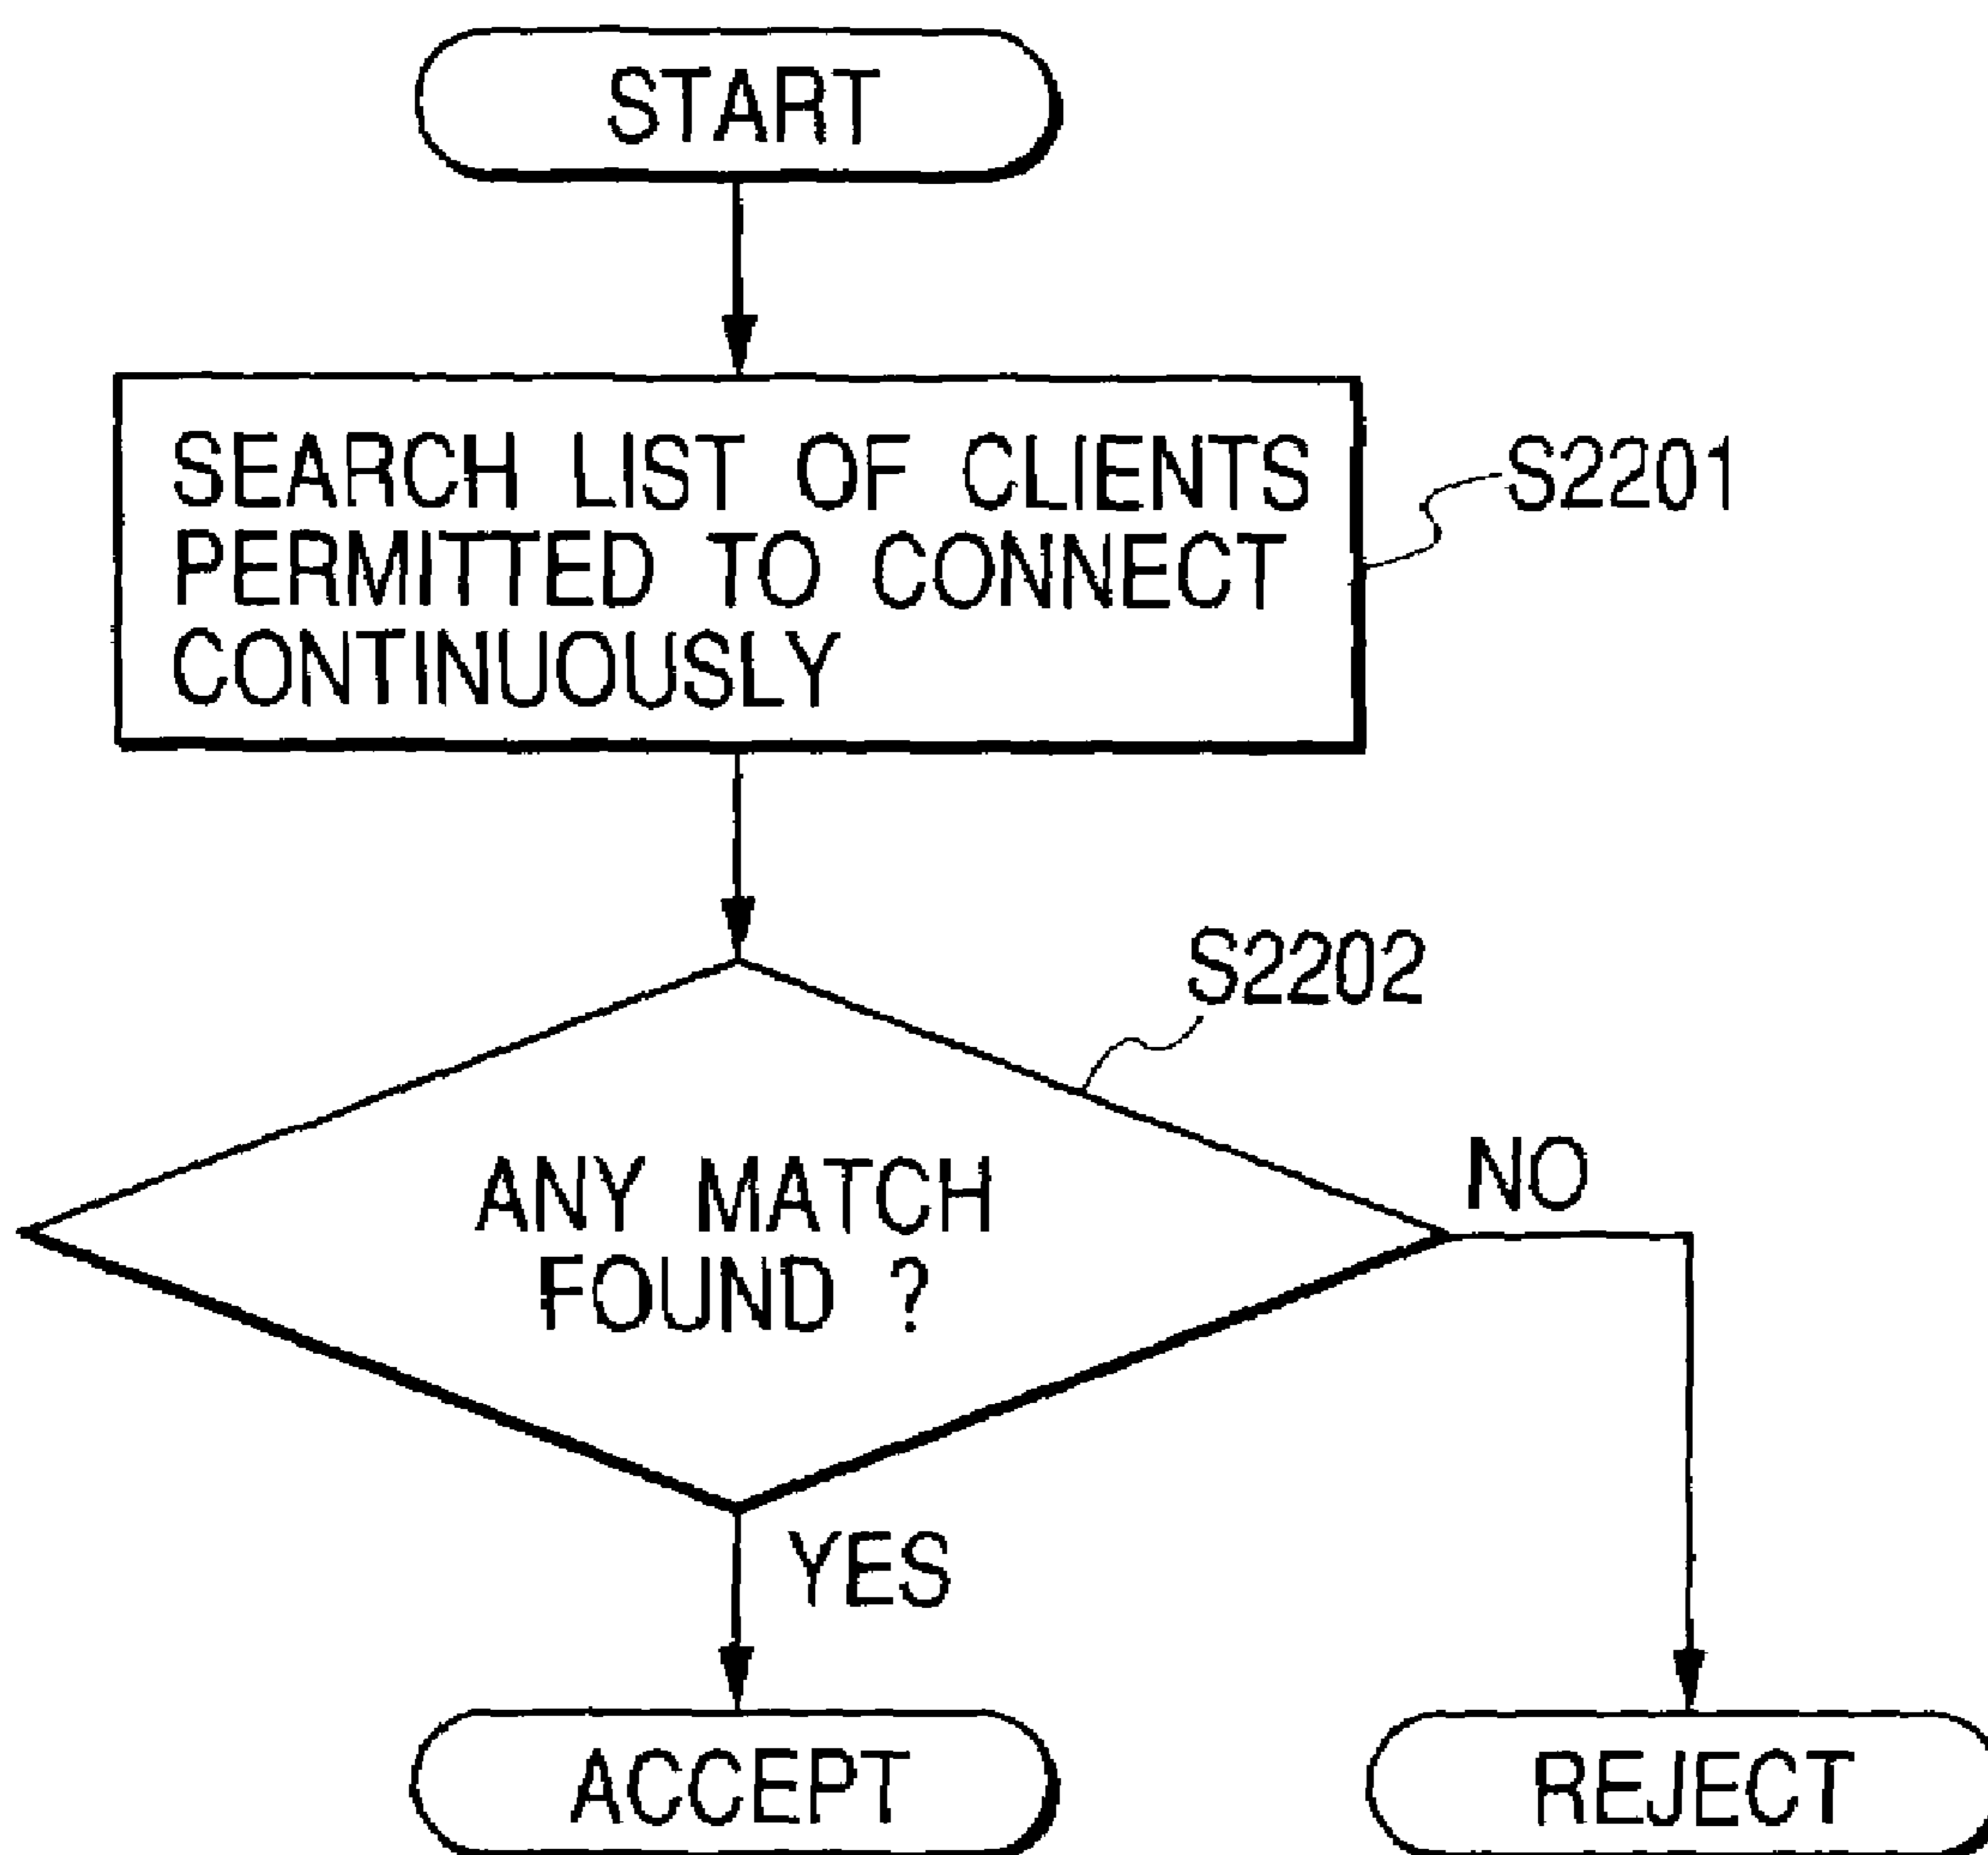 START
SEARCH LIST OF CLIENTS
PERMITTED TO CONNECT
CONTINUOUSLY
S2201
S2202
ANY MATCH
FOUND ?
NO
YES
ACCEPT
REJECT